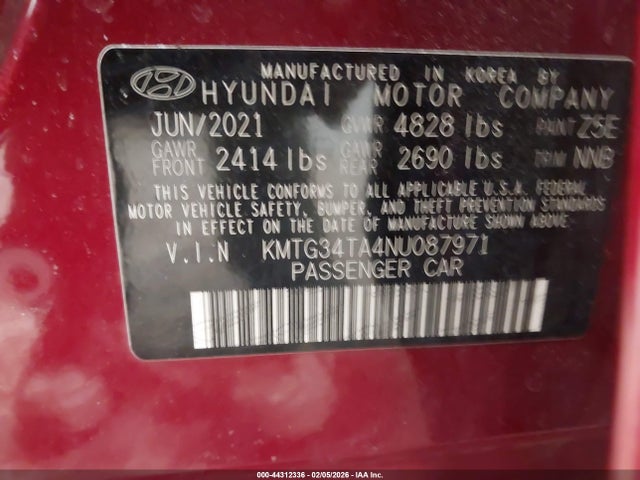 MANUFACTURED IN KOREA BY
HYUNDAI MOTOR COMPANY
JUN/2021 GVWR 4828 lbs PAINT Z5E
GAWR FRONT 2414 lbs GAWR REAR 2690 lbs TRIM NNB
THIS VEHICLE CONFORMS TO ALL APPLICABLE U.S.A. FEDERAL
MOTOR VEHICLE SAFETY, BUMPER, AND THEFT PREVENTION STANDARDS
IN EFFECT ON THE DATE OF MANUFACTURE SHOWN ABOVE.
V.I.N KMTG34TA4NU087971
PASSENGER CAR
000-44312336 - 02/05/2026 - IAA Inc.